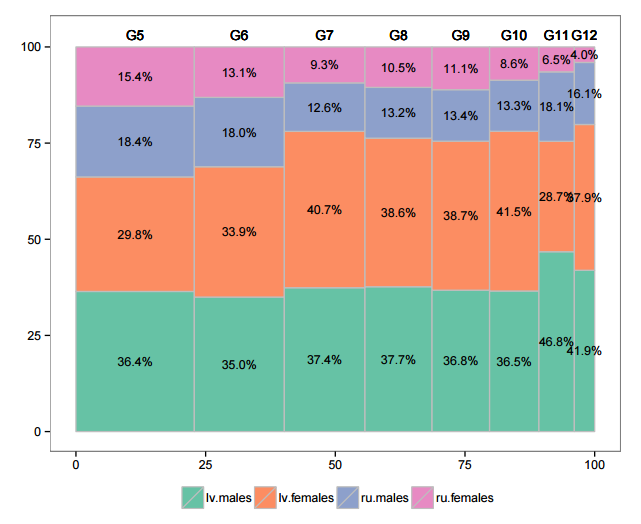 G5 G6 G7 G8 G9 G10 G11 G12
100
15.4% 13.1% 9.3% 10.5% 11.1% 8.6% 6.5% 4.0%
18.4% 18.0% 12.6% 13.2% 13.4% 13.3% 18.1% 16.1%
75
29.8% 33.9% 40.7% 38.6% 38.7% 41.5% 28.7% 37.9%
50
36.4% 35.0% 37.4% 37.7% 36.8% 36.5% 46.8% 41.9%
25
0
0 25 50 75 100
lv.males lv.females ru.males ru.females